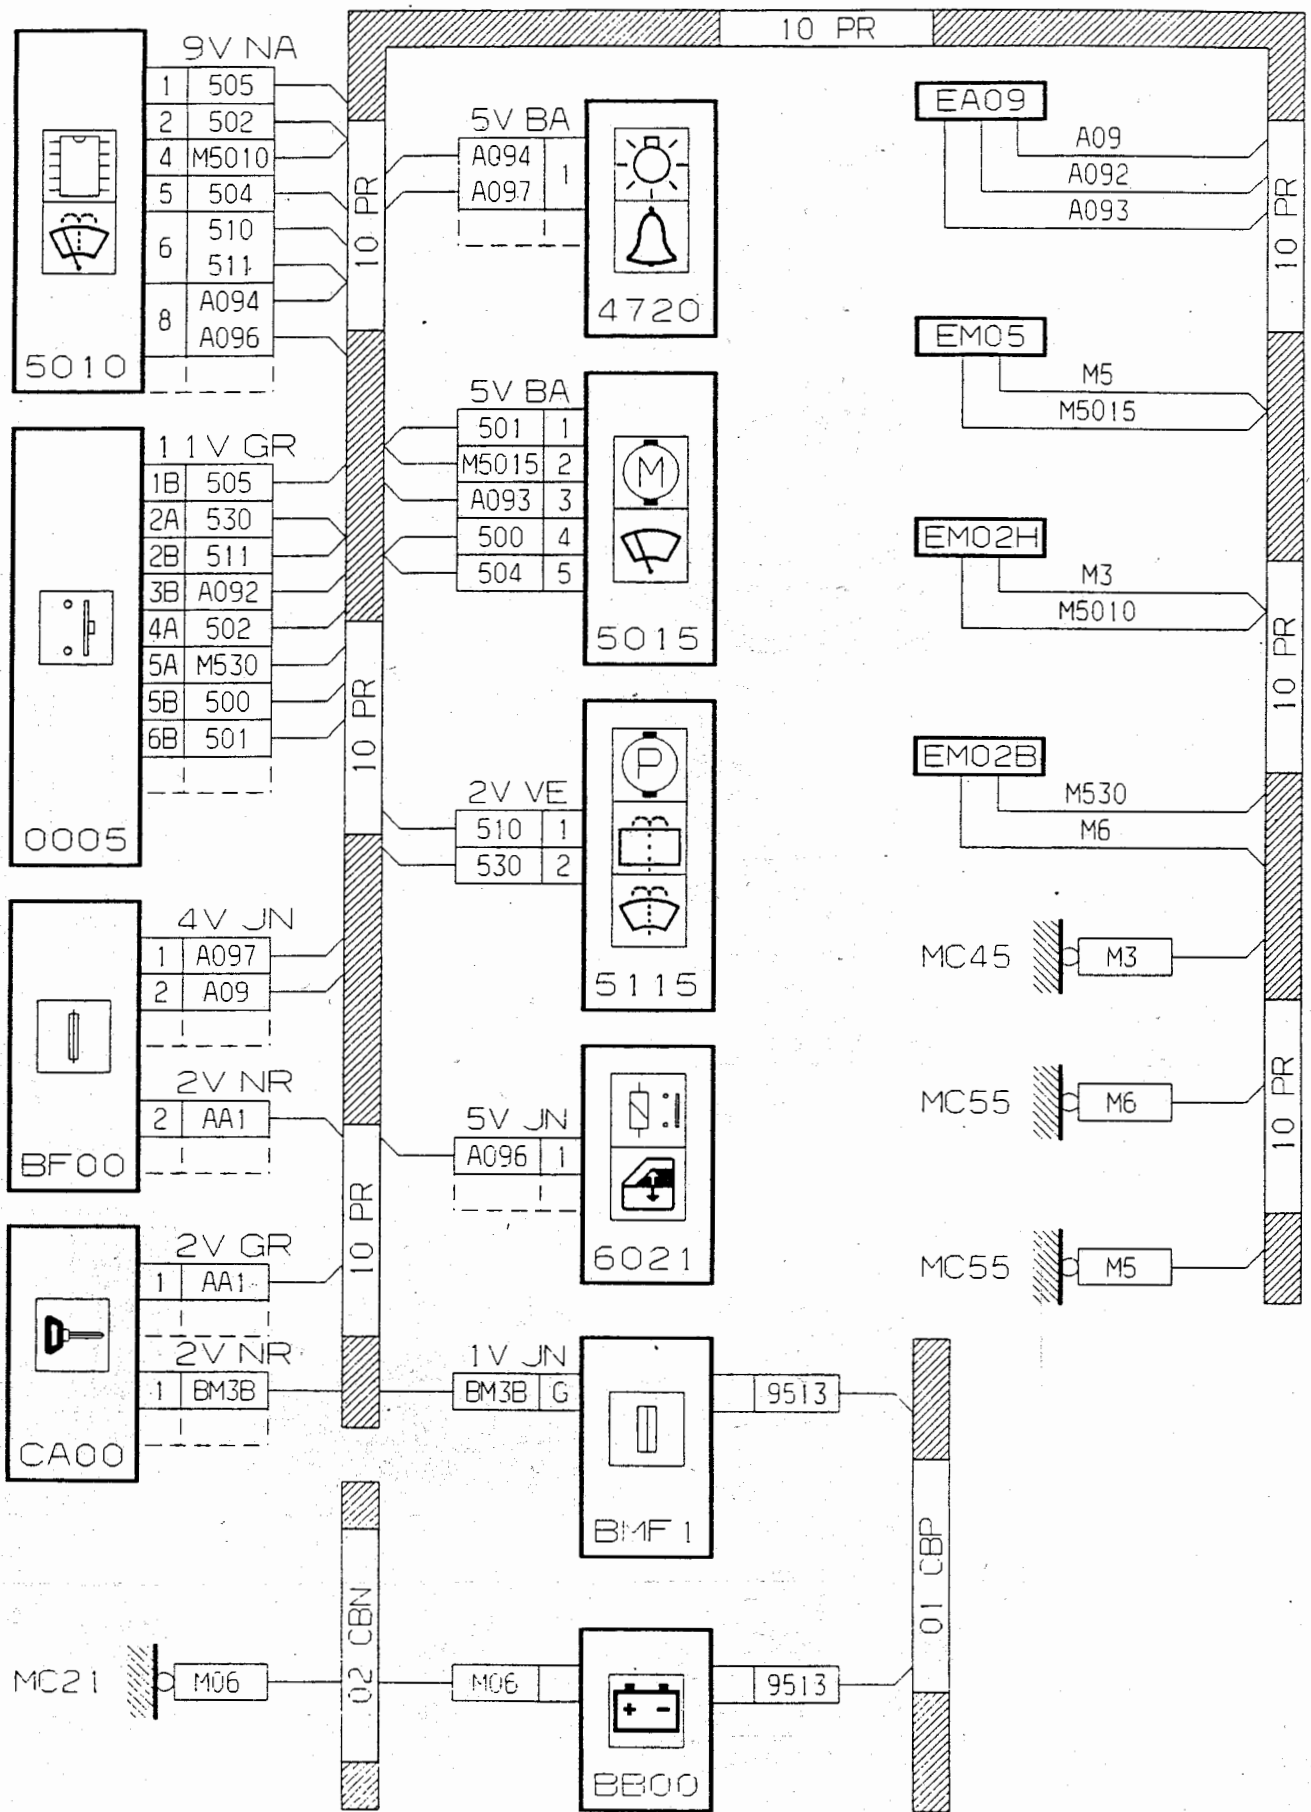 10 PR
9V NA
1 505
2 502
4 M5010
5 504
6 510
511
8 A094
A096
5010
10 PR
5V BA
A094 1
A097
4720
EA09
A09
A092
A093
10 PR
EM05
M5
M5015
11V GR
1B 505
2A 530
2B 511
3B A092
4A 502
5A M530
5B 500
6B 501
0005
5V BA
501 1
M5015 2
A093 3
500 4
504 5
M
5015
EM02H
M3
M5010
10 PR
10 PR
2V VE
510 1
530 2
P
5115
EM02B
M530
M6
4V JN
1 A097
2 A09
2V NR
2 AA1
BF00
MC45 M3
MC55 M6
10 PR
MC55 M5
10 PR
5V JN
A096 1
6021
2V GR
1 AA1
2V NR
1 BM3B
CA00
1V JN
BM3B G
9513
BMF1
01 CBP
02 CBN
MC21 M06
M06
9513
+ -
BB00